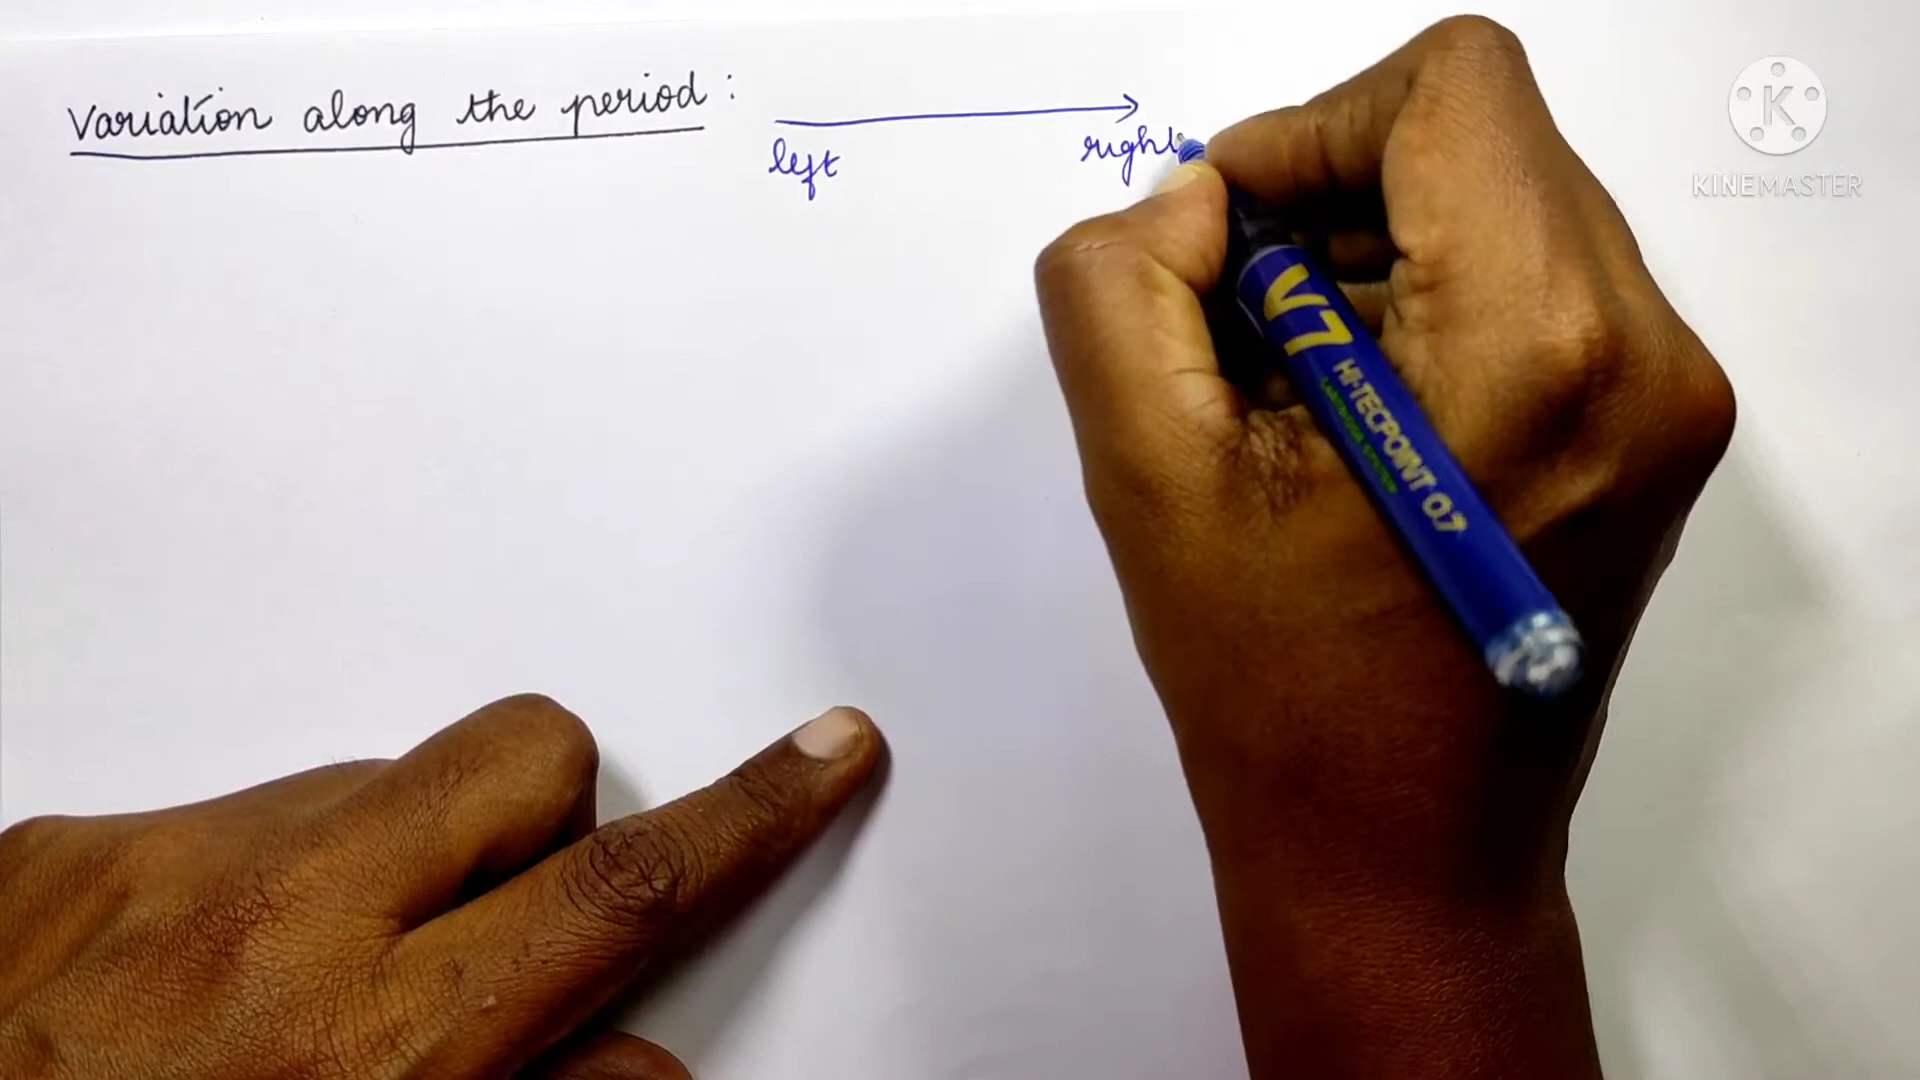 Variation along the period :
left
right
V7
HI-TECPOINT 0.7
K
KINEMASTER